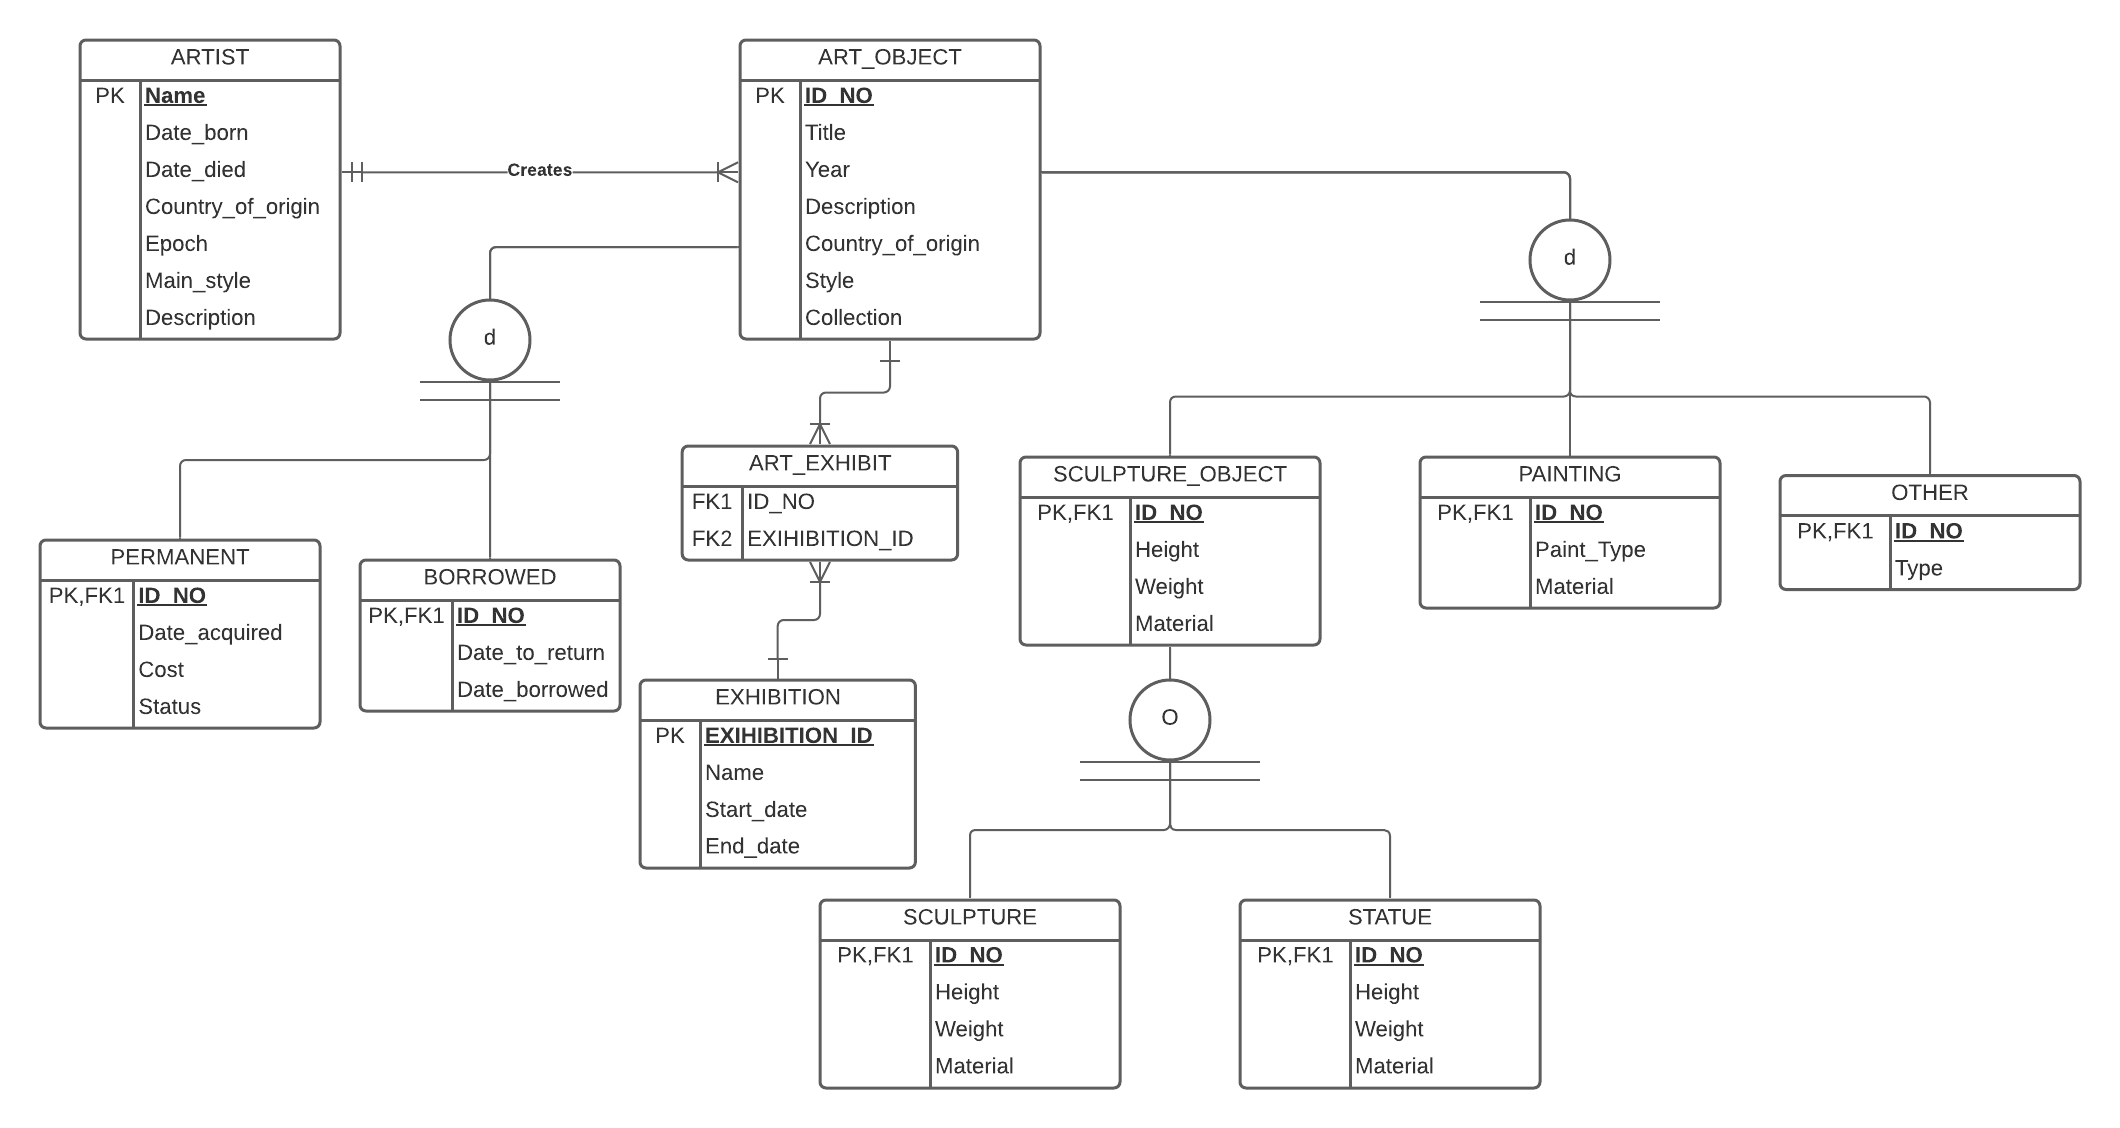 ARTIST
PK Name
Date_born
Date_died
Country_of_origin
Epoch
Main_style
Description
Creates
ART_OBJECT
PK ID_NO
Title
Year
Description
Country_of_origin
Style
Collection
d
d
ART_EXHIBIT
FK1 ID_NO
FK2 EXIHIBITION_ID
SCULPTURE_OBJECT
PK,FK1 ID_NO
Height
Weight
Material
PAINTING
PK,FK1 ID_NO
Paint_Type
Material
OTHER
PK,FK1 ID_NO
Type
PERMANENT
PK,FK1 ID_NO
Date_acquired
Cost
Status
BORROWED
PK,FK1 ID_NO
Date_to_return
Date_borrowed
EXHIBITION
PK EXIHIBITION_ID
Name
Start_date
End_date
O
SCULPTURE
PK,FK1 ID_NO
Height
Weight
Material
STATUE
PK,FK1 ID_NO
Height
Weight
Material